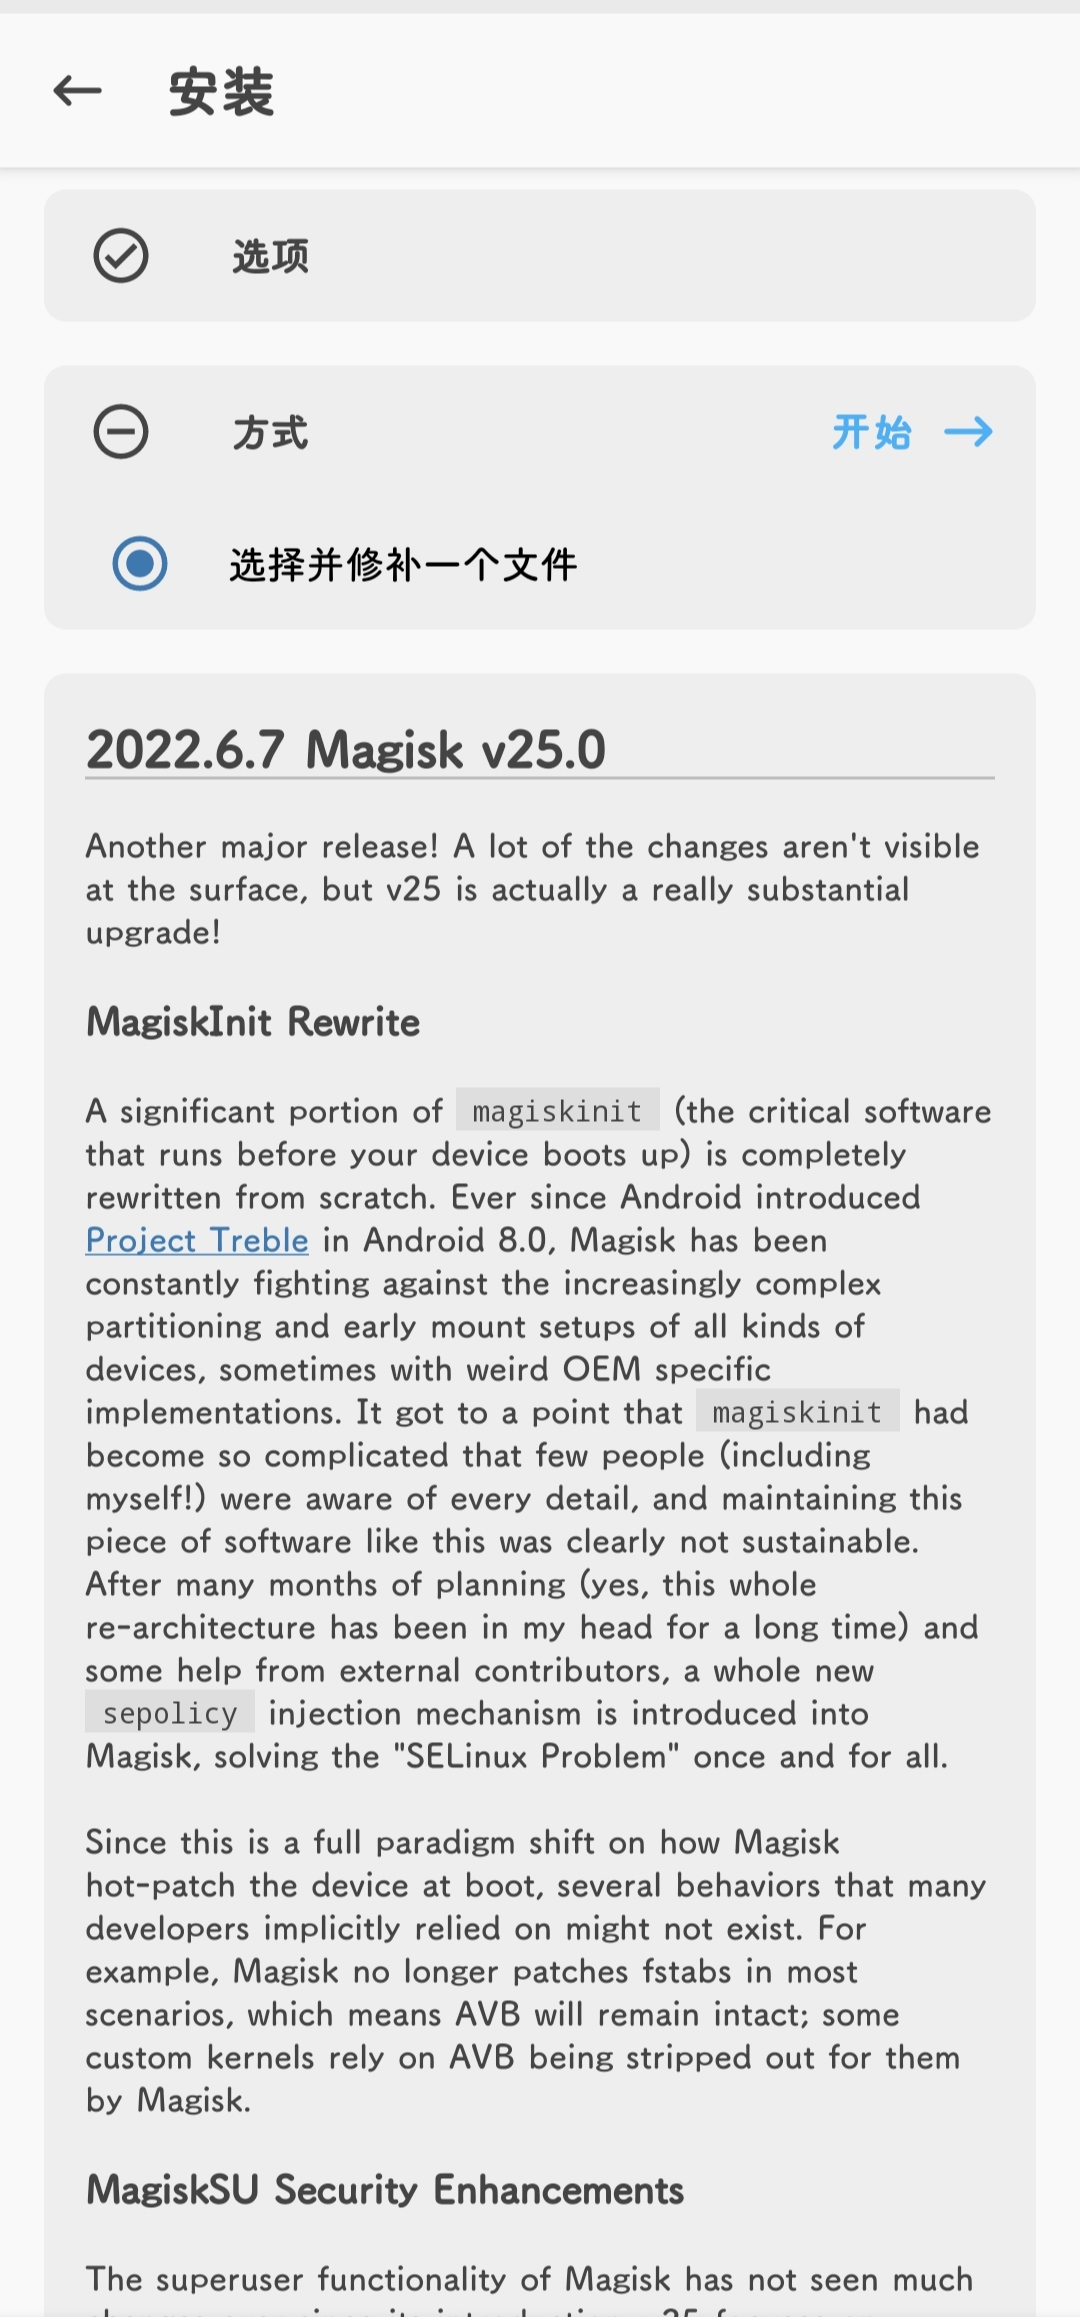 安装
选项
方式
开始
选择并修补一个文件
2022.6.7 Magisk v25.0
Another major release! A lot of the changes aren't visible
at the surface, but v25 is actually a really substantial
upgrade!
MagiskInit Rewrite
A significant portion of magiskinit (the critical software
that runs before your device boots up) is completely
rewritten from scratch. Ever since Android introduced
Project Treble in Android 8.0, Magisk has been
constantly fighting against the increasingly complex
partitioning and early mount setups of all kinds of
devices, sometimes with weird OEM specific
implementations. It got to a point that magiskinit had
become so complicated that few people (including
myself!) were aware of every detail, and maintaining this
piece of software like this was clearly not sustainable.
After many months of planning (yes, this whole
re-architecture has been in my head for a long time) and
some help from external contributors, a whole new
sepolicy injection mechanism is introduced into
Magisk, solving the "SELinux Problem" once and for all.
Since this is a full paradigm shift on how Magisk
hot-patch the device at boot, several behaviors that many
developers implicitly relied on might not exist. For
example, Magisk no longer patches fstabs in most
scenarios, which means AVB will remain intact; some
custom kernels rely on AVB being stripped out for them
by Magisk.
MagiskSU Security Enhancements
The superuser functionality of Magisk has not seen much